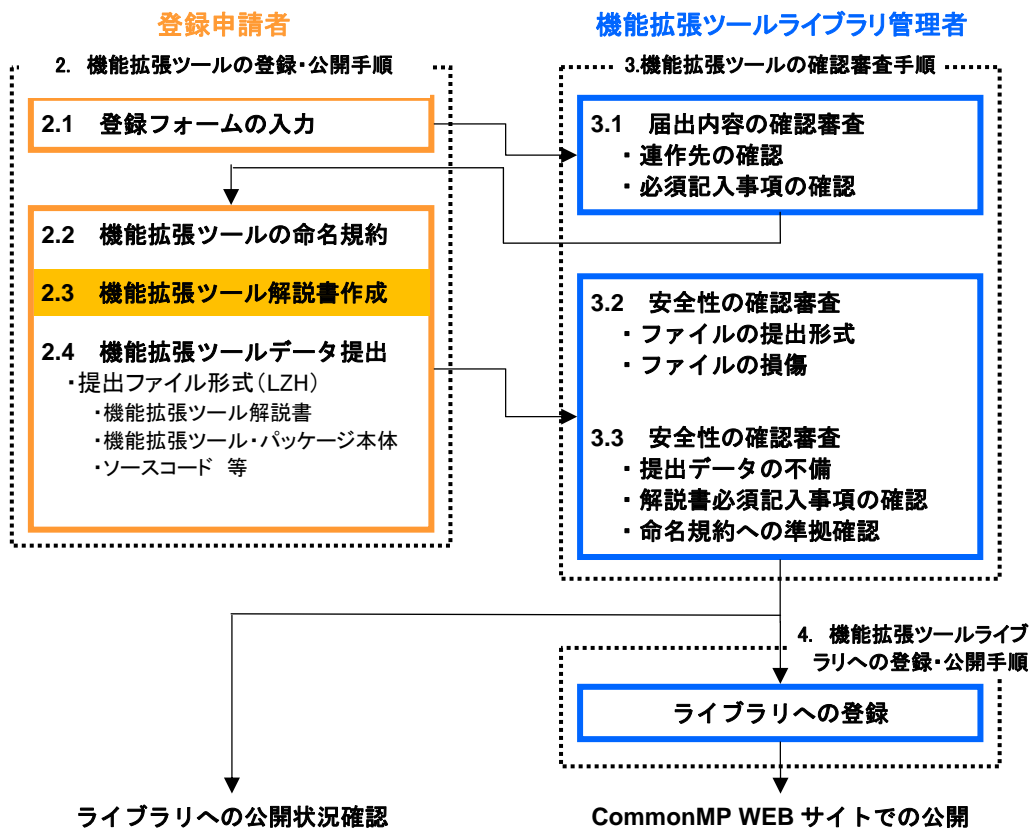 登録申請者
機能拡張ツールライブラリ管理者
2. 機能拡張ツールの登録・公開手順
3.機能拡張ツールの確認審査手順
2.1 登録フォームの入力
3.1 届出内容の確認審査
・連作先の確認
・必須記入事項の確認
2.2 機能拡張ツールの命名規約
2.3 機能拡張ツール解説書作成
2.4 機能拡張ツールデータ提出
・提出ファイル形式(LZH)
・機能拡張ツール解説書
・機能拡張ツール・パッケージ本体
・ソースコード 等
3.2 安全性の確認審査
・ファイルの提出形式
・ファイルの損傷
3.3 安全性の確認審査
・提出データの不備
・解説書必須記入事項の確認
・命名規約への準拠確認
4. 機能拡張ツールライブ
ラリへの登録・公開手順
ライブラリへの登録
ライブラリへの公開状況確認
CommonMP WEB サイトでの公開